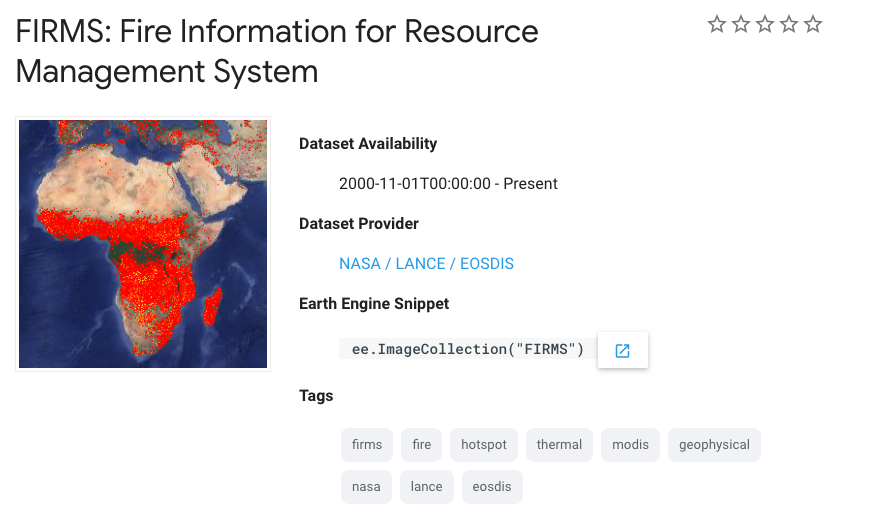 FIRMS: Fire Information for Resource
Management System
Dataset Availability
2000-11-01T00:00:00 - Present
Dataset Provider
NASA / LANCE / EOSDIS
Earth Engine Snippet
ee.ImageCollection("FIRMS")
Tags
firms fire hotspot thermal modis geophysical
nasa lance eosdis